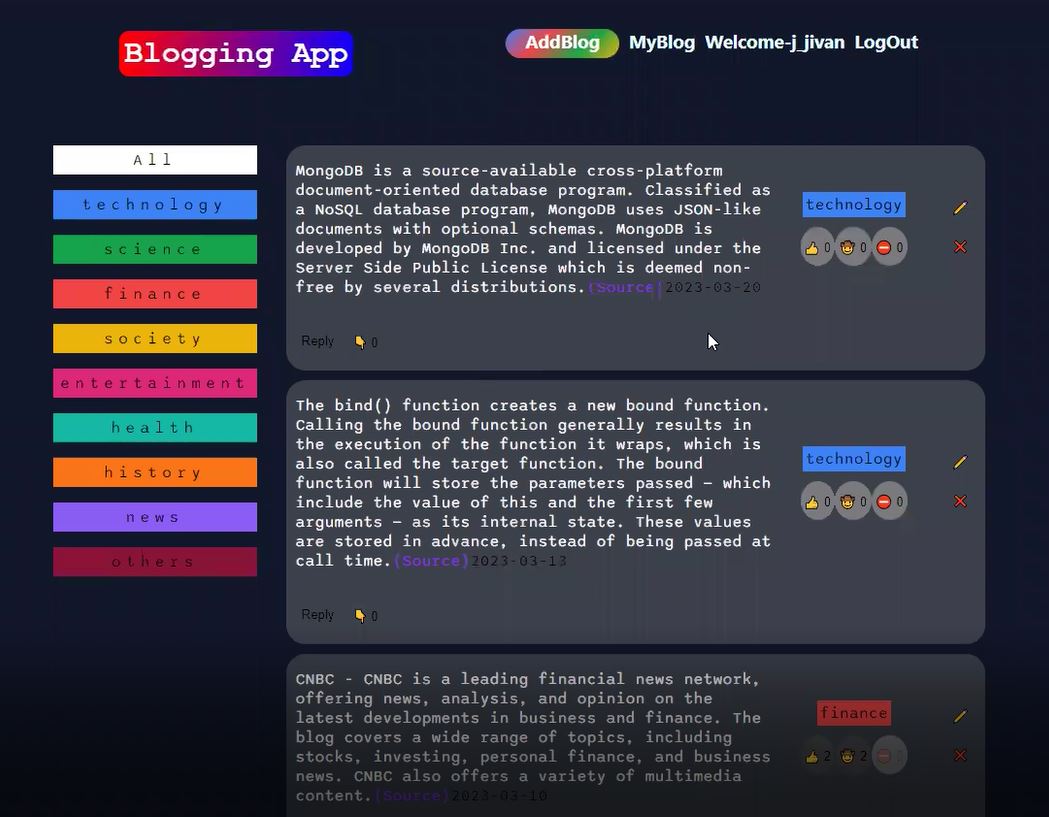 Blogging App
AddBlog MyBlog Welcome-j_jivan LogOut
All
technology
science
finance
society
entertainment
health
history
news
others
MongoDB is a source-available cross-platform
document-oriented database program. Classified as
a NoSQL database program, MongoDB uses JSON-like
documents with optional schemas. MongoDB is
developed by MongoDB Inc. and licensed under the
Server Side Public License which is deemed non-
free by several distributions.(Source)2023-03-20
technology
0 0 0
Reply 0
The bind() function creates a new bound function.
Calling the bound function generally results in
the execution of the function it wraps, which is
also called the target function. The bound
function will store the parameters passed — which
include the value of this and the first few
arguments — as its internal state. These values
are stored in advance, instead of being passed at
call time.(Source)2023-03-13
technology
0 0 0
Reply 0
CNBC - CNBC is a leading financial news network,
offering news, analysis, and opinion on the
latest developments in business and finance. The
blog covers a wide range of topics, including
stocks, investing, personal finance, and business
news. CNBC also offers a variety of multimedia
content.(Source)2023-03-10
finance
2 2